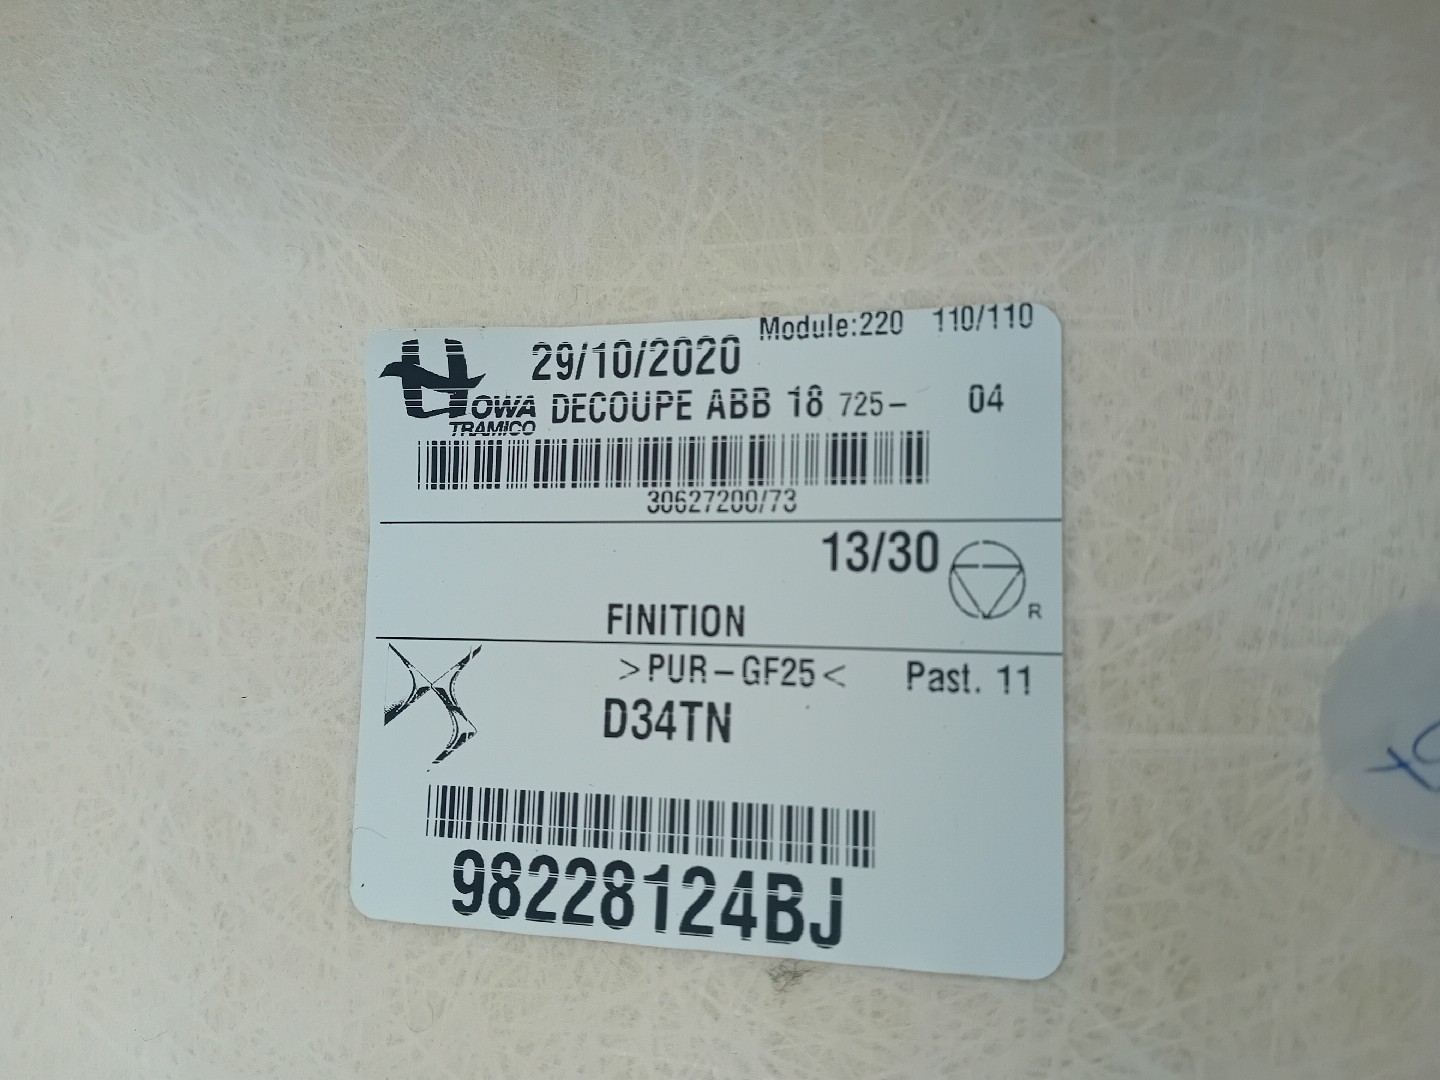 Module:220 110/110
29/10/2020
HOWA
TRAMICO
DECOUPE ABB 18 725- 04
30627200/73
13/30
R
FINITION
>PUR-GF25< Past. 11
D34TN
98228124BJ